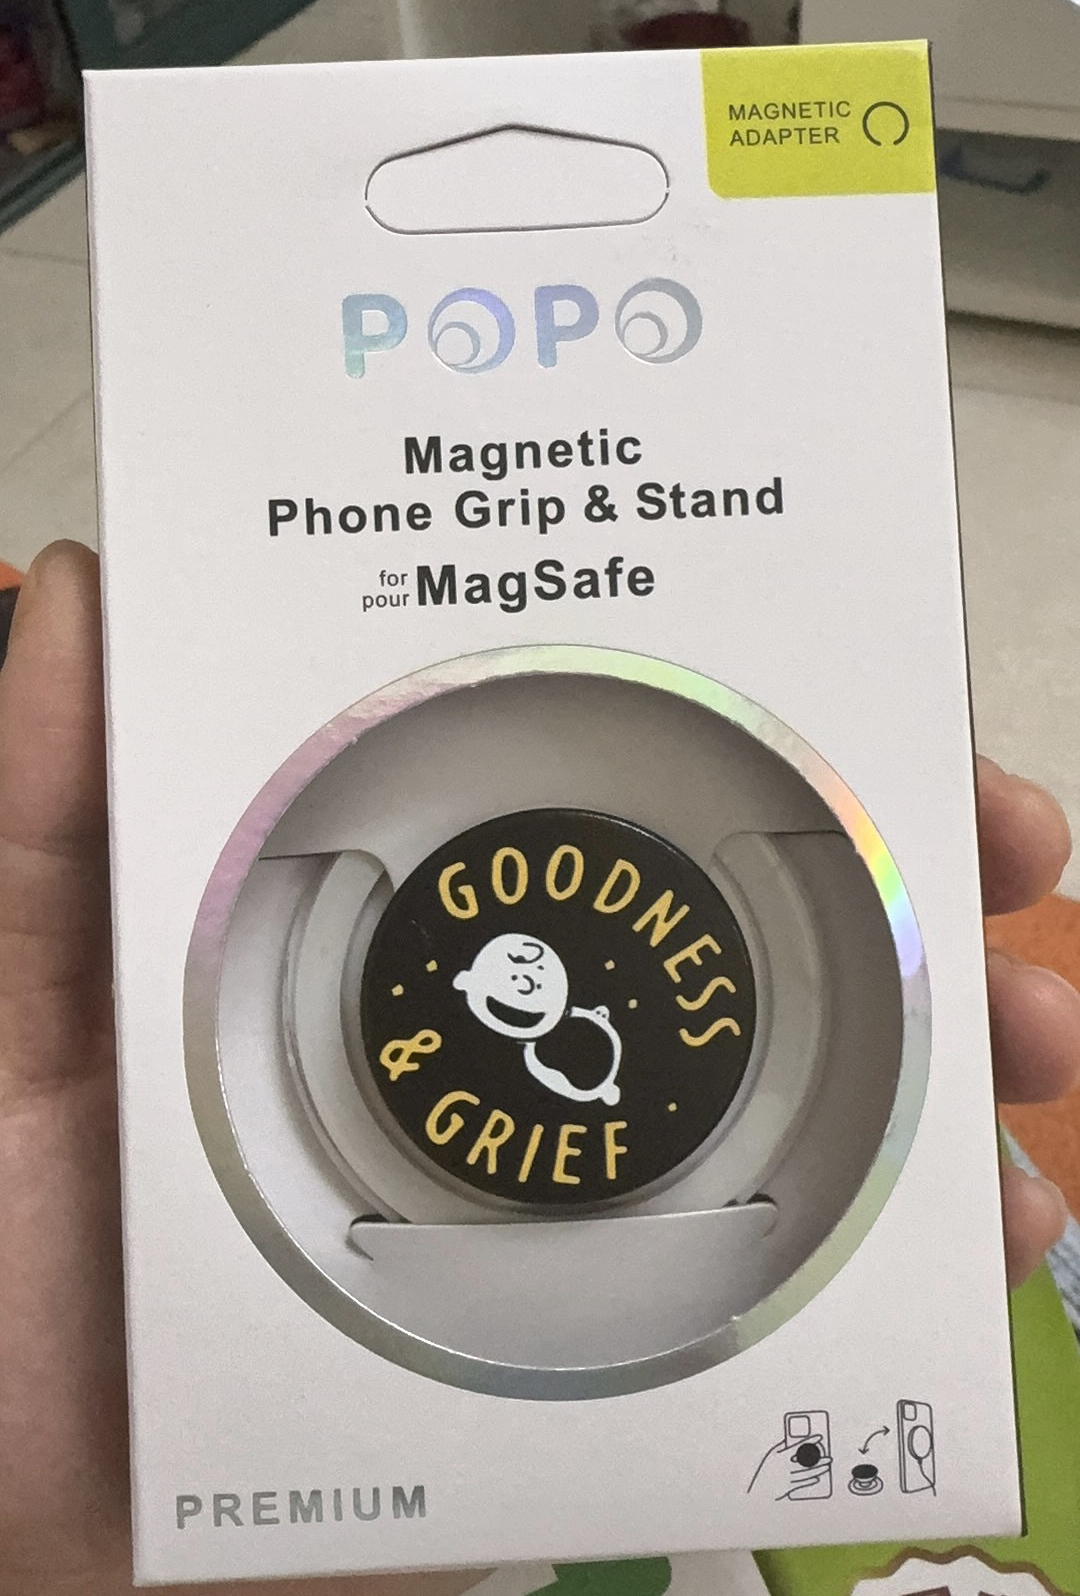 MAGNETIC
ADAPTER
POPO
Magnetic
Phone Grip & Stand
for
pour MagSafe
GOODNESS
& GRIEF
PREMIUM